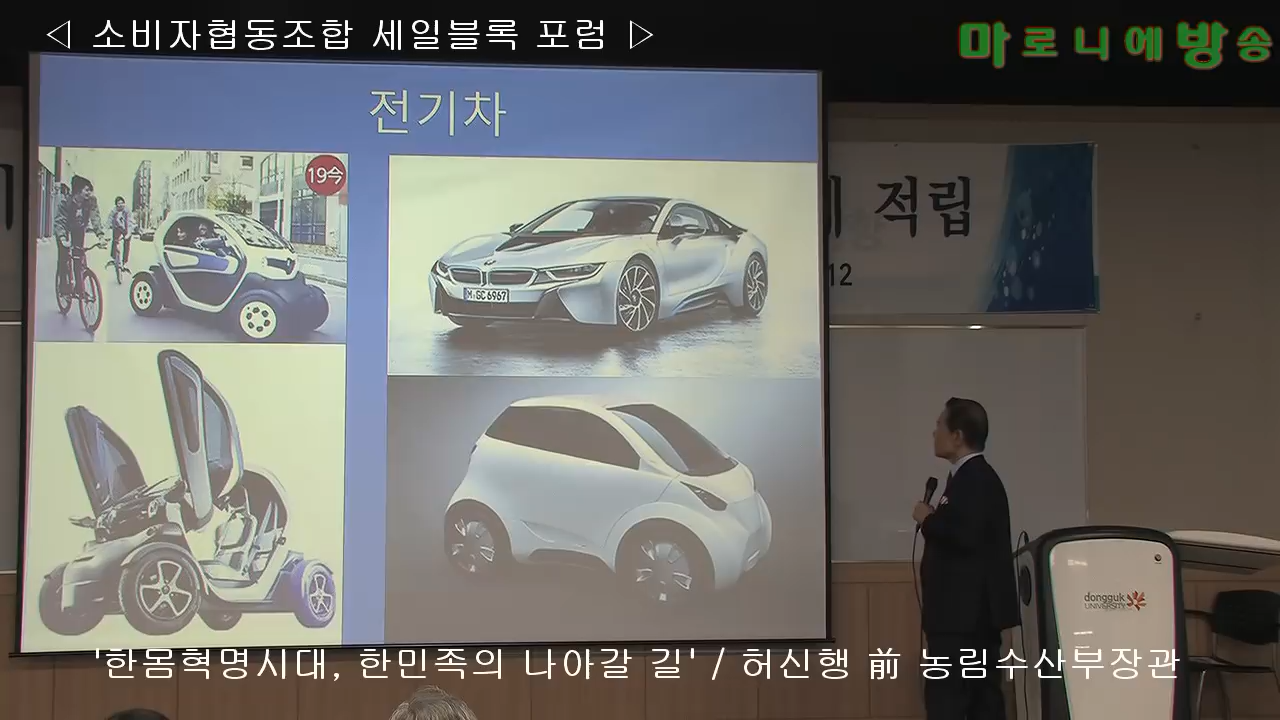 ◁ 소비자협동조합 세일블록 포럼 ▷
마로니에방송
전기차
19금
적립
12
M·GC 6967
dongguk
UNIVERSITY
'한몸혁명시대, 한민족의 나아갈 길' / 허신행 前 농림수산부장관